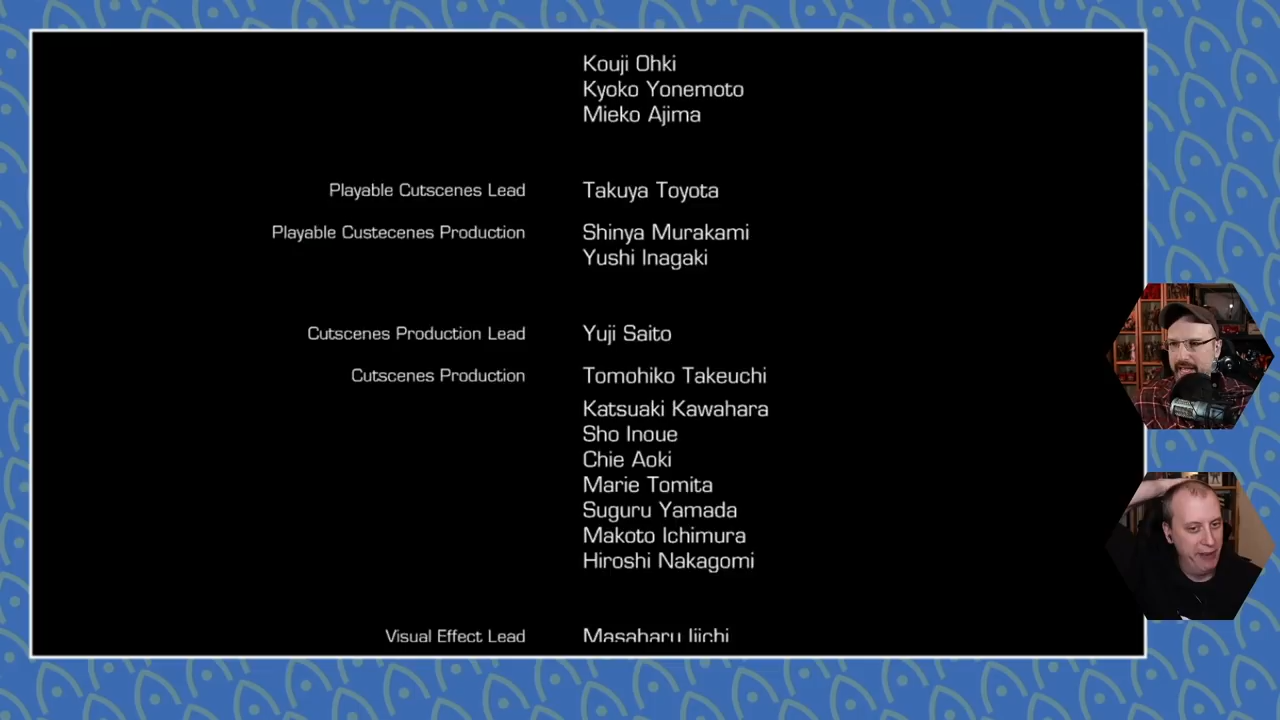 Kouji Ohki
Kyoko Yonemoto
Mieko Ajima
Playable Cutscenes Lead Takuya Toyota
Playable Custecenes Production Shinya Murakami
Yushi Inagaki
Cutscenes Production Lead Yuji Saito
Cutscenes Production Tomohiko Takeuchi
Katsuaki Kawahara
Sho Inoue
Chie Aoki
Marie Tomita
Suguru Yamada
Makoto Ichimura
Hiroshi Nakagomi
Visual Effect Lead Masaharu Iiichi